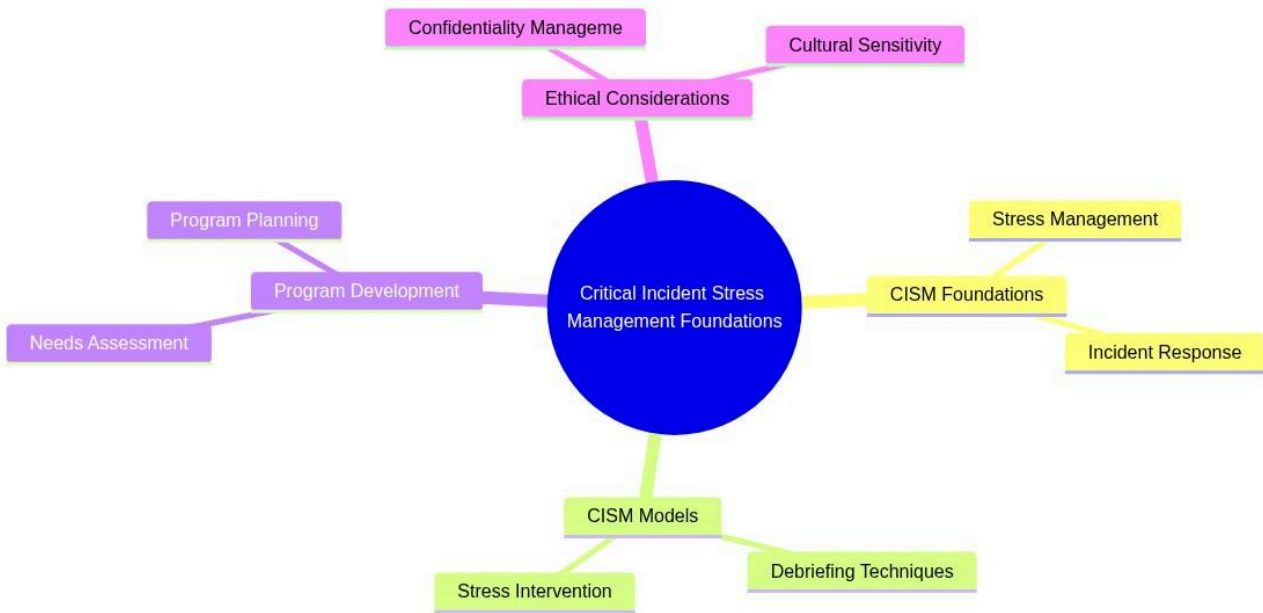 Confidentiality Manageme
Cultural Sensitivity
Ethical Considerations
Program Planning
Stress Management
Program Development
CISM Foundations
Critical Incident Stress
Management Foundations
Needs Assessment
Incident Response
CISM Models
Debriefing Techniques
Stress Intervention